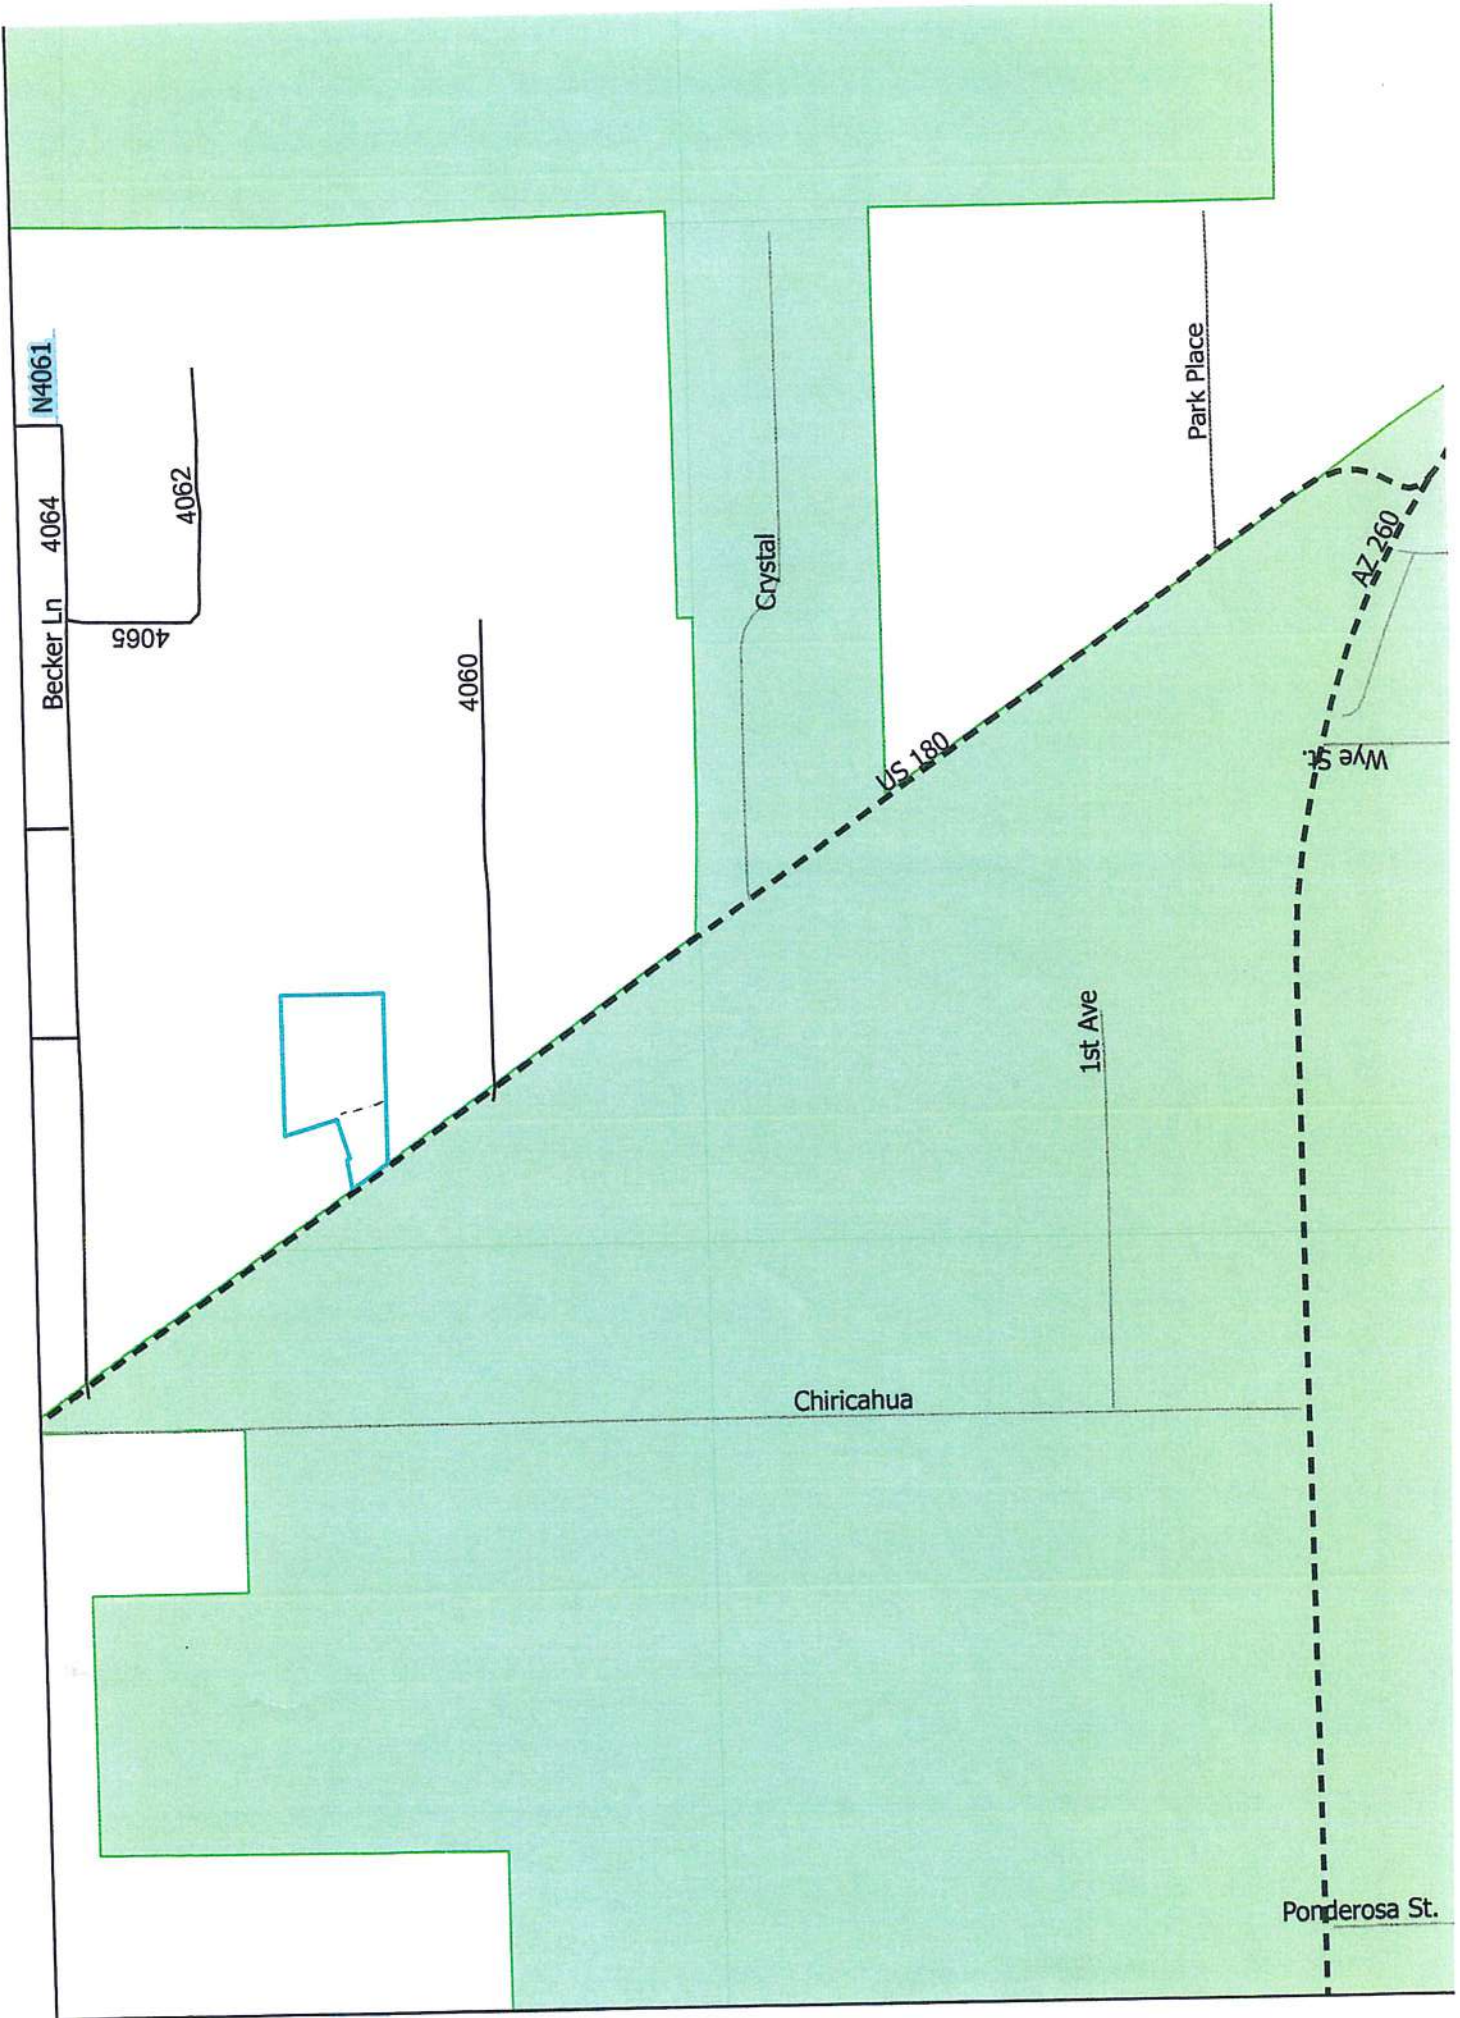 N4061
Becker Ln 4064
4062
4065
4060
Crystal
Park Place
US 180
AZ 260
Wye St.
1st Ave
Chiricahua
Ponderosa St.